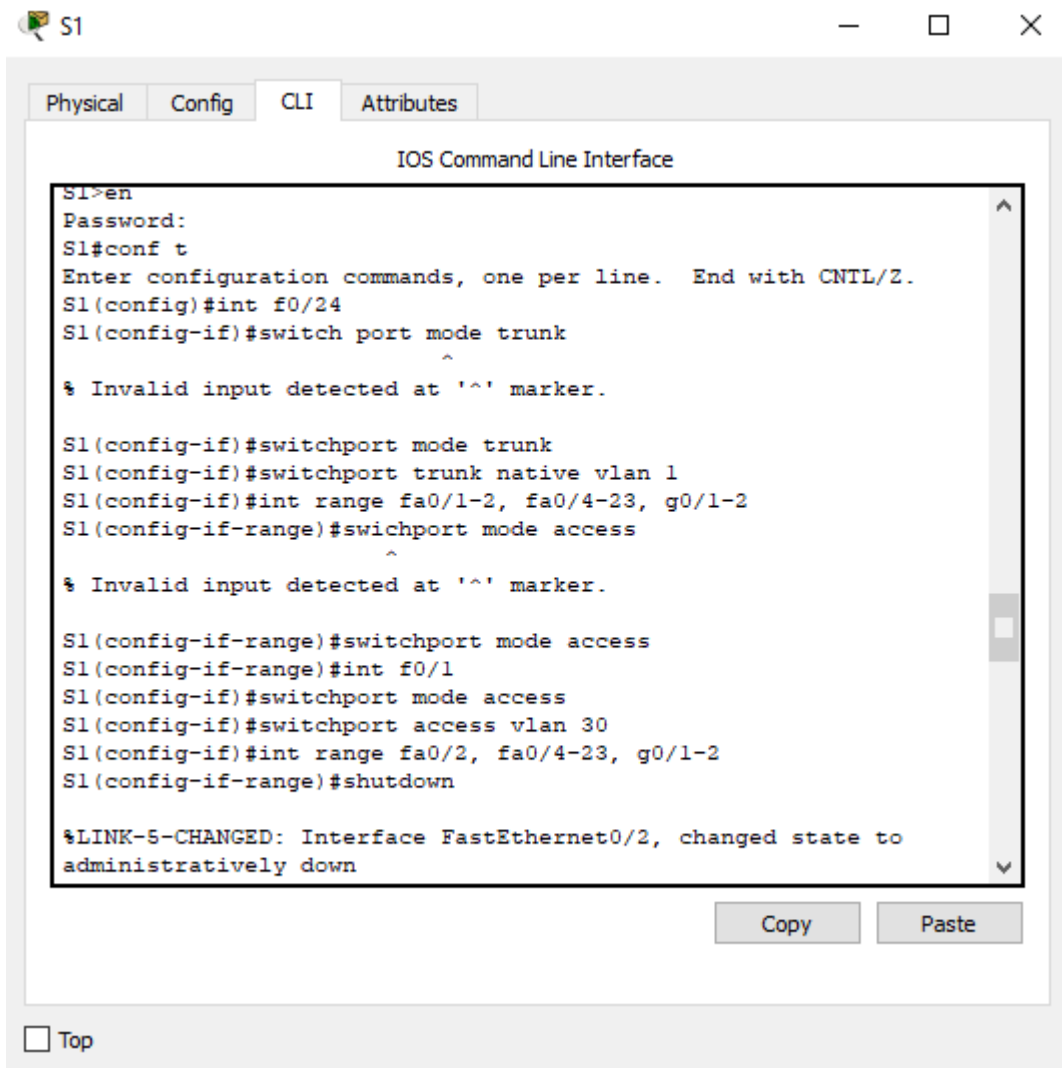 S1
Physical Config CLI Attributes
IOS Command Line Interface
S1>en
Password:
S1#conf t
Enter configuration commands, one per line.  End with CNTL/Z.
S1(config)#int f0/24
S1(config-if)#switch port mode trunk
^
% Invalid input detected at '^' marker.
S1(config-if)#switchport mode trunk
S1(config-if)#switchport trunk native vlan 1
S1(config-if)#int range fa0/1-2, fa0/4-23, g0/1-2
S1(config-if-range)#swichport mode access
^
% Invalid input detected at '^' marker.
S1(config-if-range)#switchport mode access
S1(config-if-range)#int f0/1
S1(config-if)#switchport mode access
S1(config-if)#switchport access vlan 30
S1(config-if)#int range fa0/2, fa0/4-23, g0/1-2
S1(config-if-range)#shutdown
%LINK-5-CHANGED: Interface FastEthernet0/2, changed state to
administratively down
Copy Paste
Top